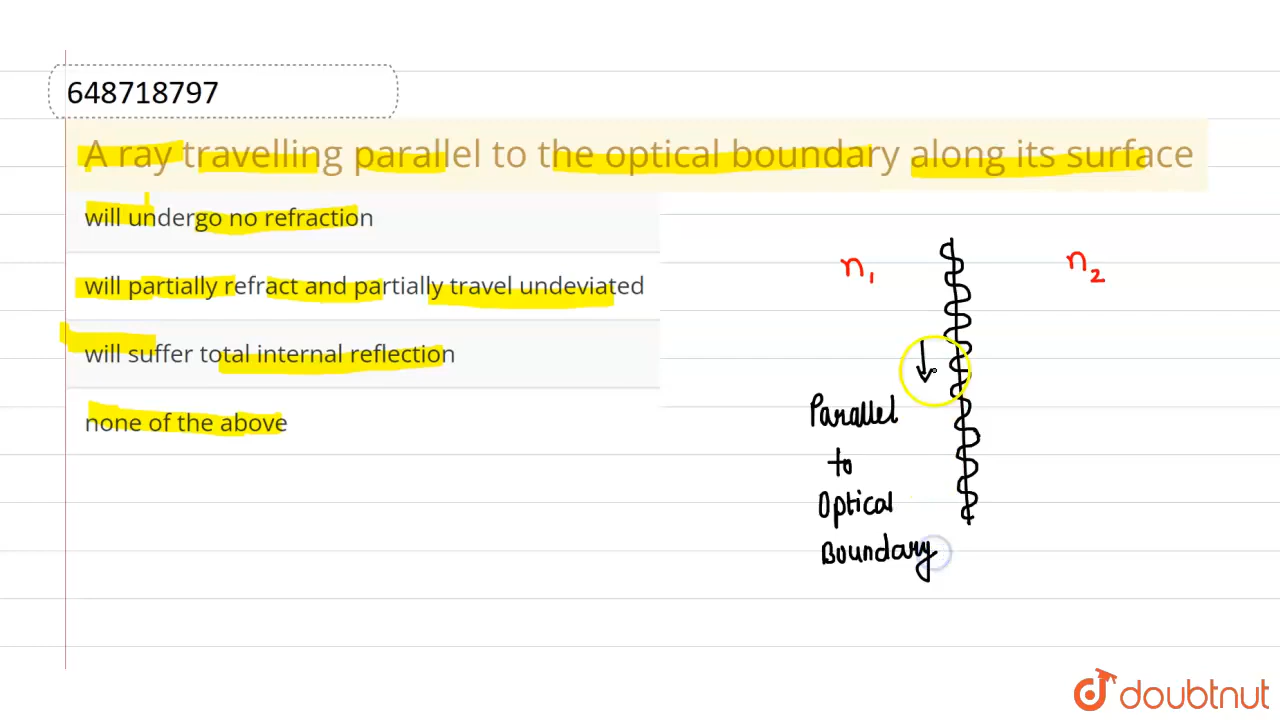 648718797
A ray travelling parallel to the optical boundary along its surface
will undergo no refraction
will partially refract and partially travel undeviated
will suffer total internal reflection
none of the above
n1
n2
Parallel
to
Optical
Boundary
doubtnut